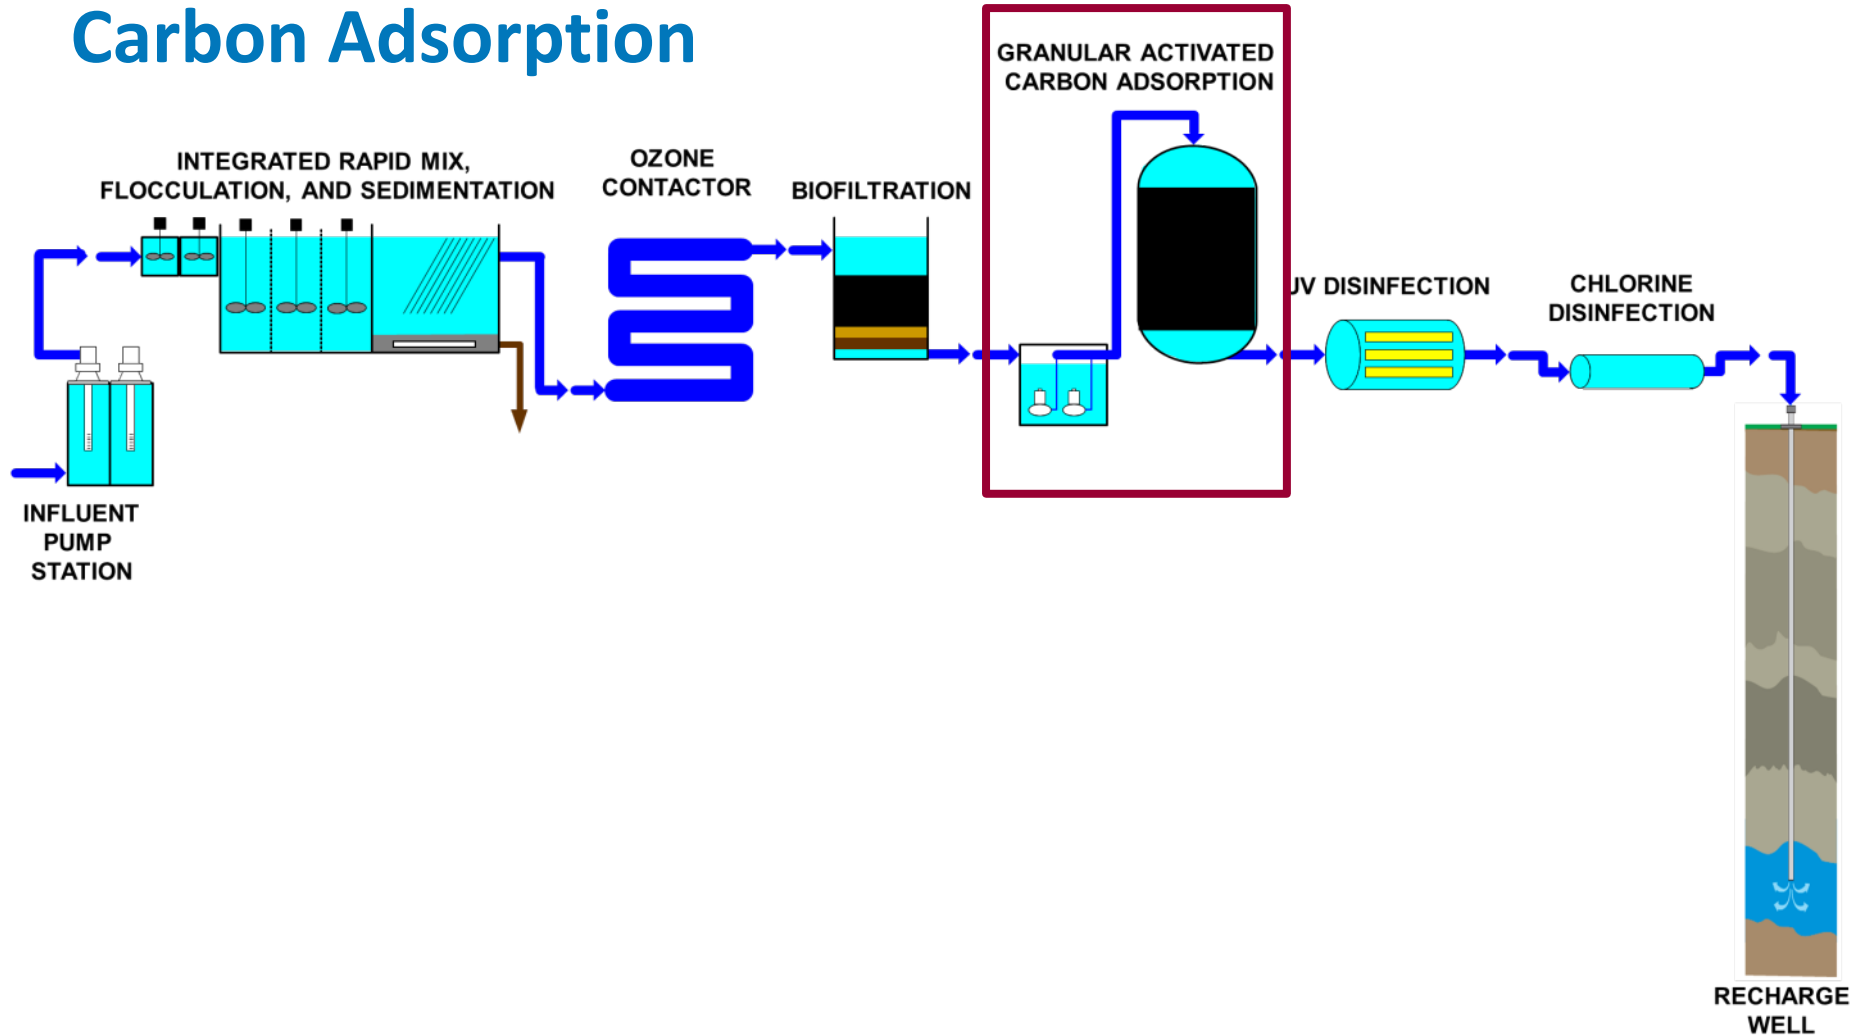 Carbon Adsorption
GRANULAR ACTIVATED
CARBON ADSORPTION
INTEGRATED RAPID MIX,
FLOCCULATION, AND SEDIMENTATION
OZONE
CONTACTOR
BIOFILTRATION
UV DISINFECTION
CHLORINE
DISINFECTION
INFLUENT
PUMP
STATION
RECHARGE
WELL